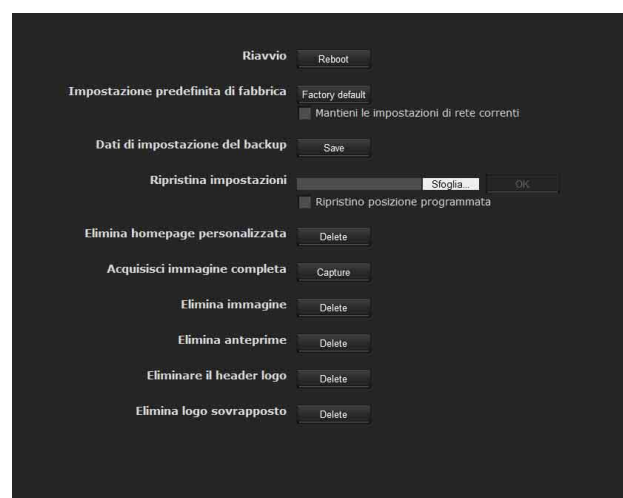 Riavvio Reboot
Impostazione predefinita di fabbrica Factory default
Mantieni le impostazioni di rete correnti
Dati di impostazione del backup Save
Ripristina impostazioni Sfoglia... OK
Ripristino posizione programmata
Elimina homepage personalizzata Delete
Acquisisci immagine completa Capture
Elimina immagine Delete
Elimina anteprime Delete
Eliminare il header logo Delete
Elimina logo sovrapposto Delete